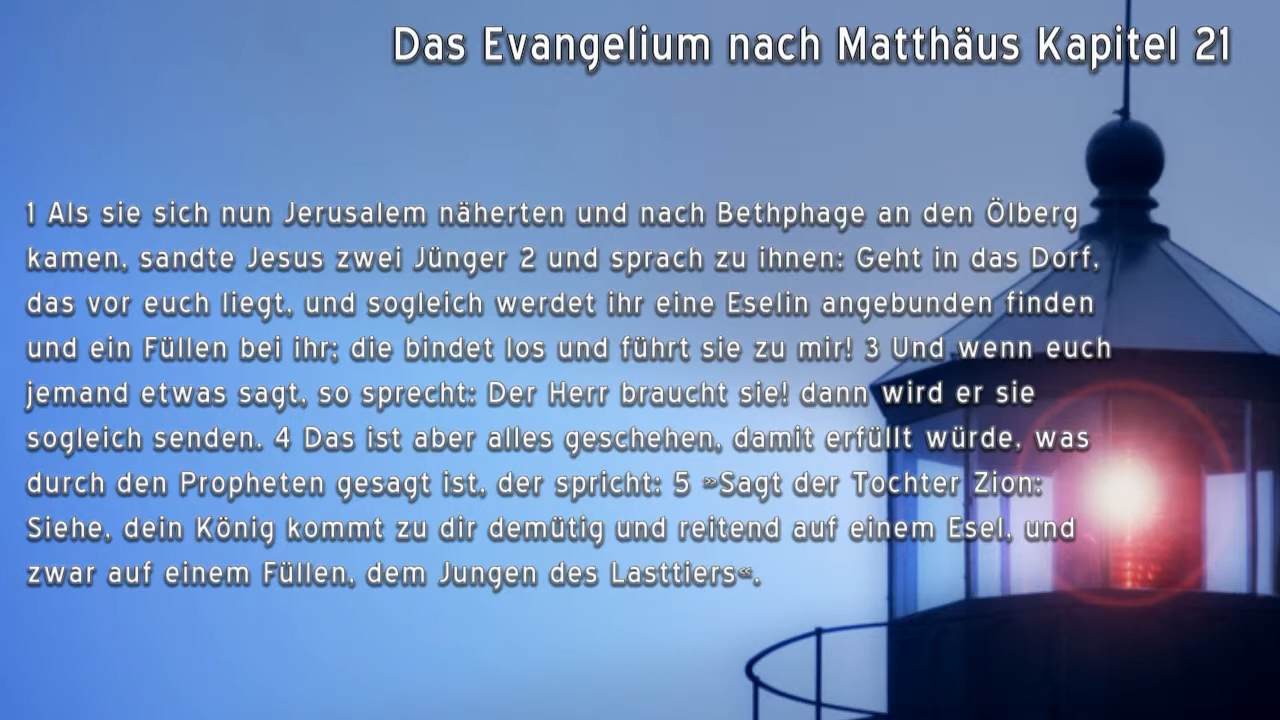 Das Evangelium nach Matthäus Kapitel 21
1 Als sie sich nun Jerusalem näherten und nach Bethphage an den Ölberg
kamen, sandte Jesus zwei Jünger 2 und sprach zu ihnen: Geht in das Dorf,
das vor euch liegt, und sogleich werdet ihr eine Eselin angebunden finden
und ein Füllen bei ihr; die bindet los und führt sie zu mir! 3 Und wenn euch
jemand etwas sagt, so sprecht: Der Herr braucht sie! dann wird er sie
sogleich senden. 4 Das ist aber alles geschehen, damit erfüllt würde, was
durch den Propheten gesagt ist, der spricht: 5 »Sagt der Tochter Zion:
Siehe, dein König kommt zu dir demütig und reitend auf einem Esel, und
zwar auf einem Füllen, dem Jungen des Lasttiers«.